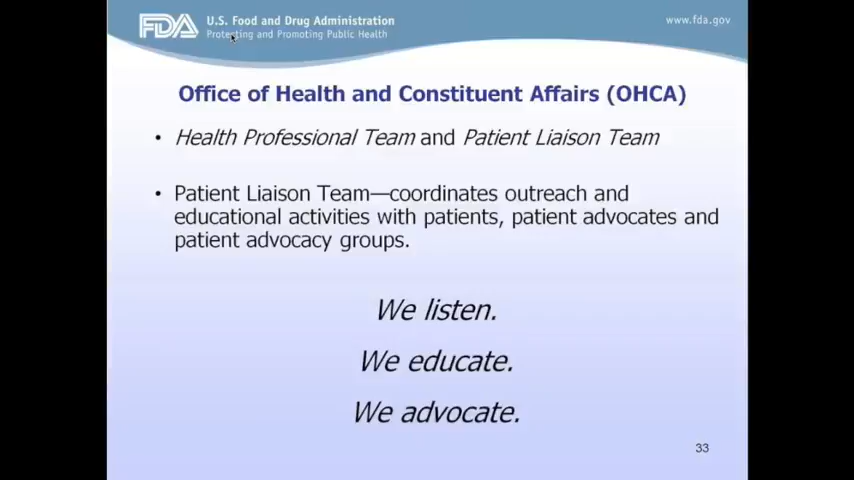 FDA U.S. Food and Drug Administration
Protecting and Promoting Public Health
www.fda.gov
Office of Health and Constituent Affairs (OHCA)
• Health Professional Team and Patient Liaison Team
• Patient Liaison Team—coordinates outreach and
educational activities with patients, patient advocates and
patient advocacy groups.
We listen.
We educate.
We advocate.
33